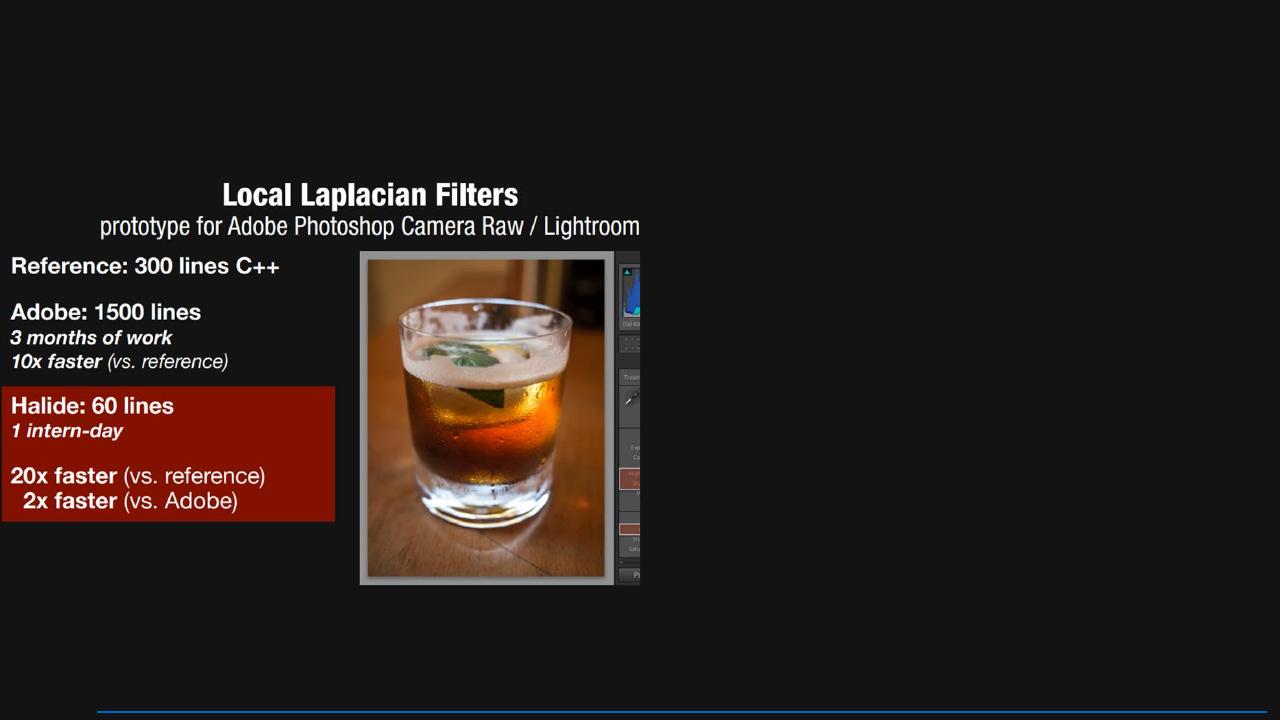 Local Laplacian Filters
prototype for Adobe Photoshop Camera Raw / Lightroom
Reference: 300 lines C++
Adobe: 1500 lines
3 months of work
10x faster (vs. reference)
Halide: 60 lines
1 intern-day
20x faster (vs. reference)
2x faster (vs. Adobe)